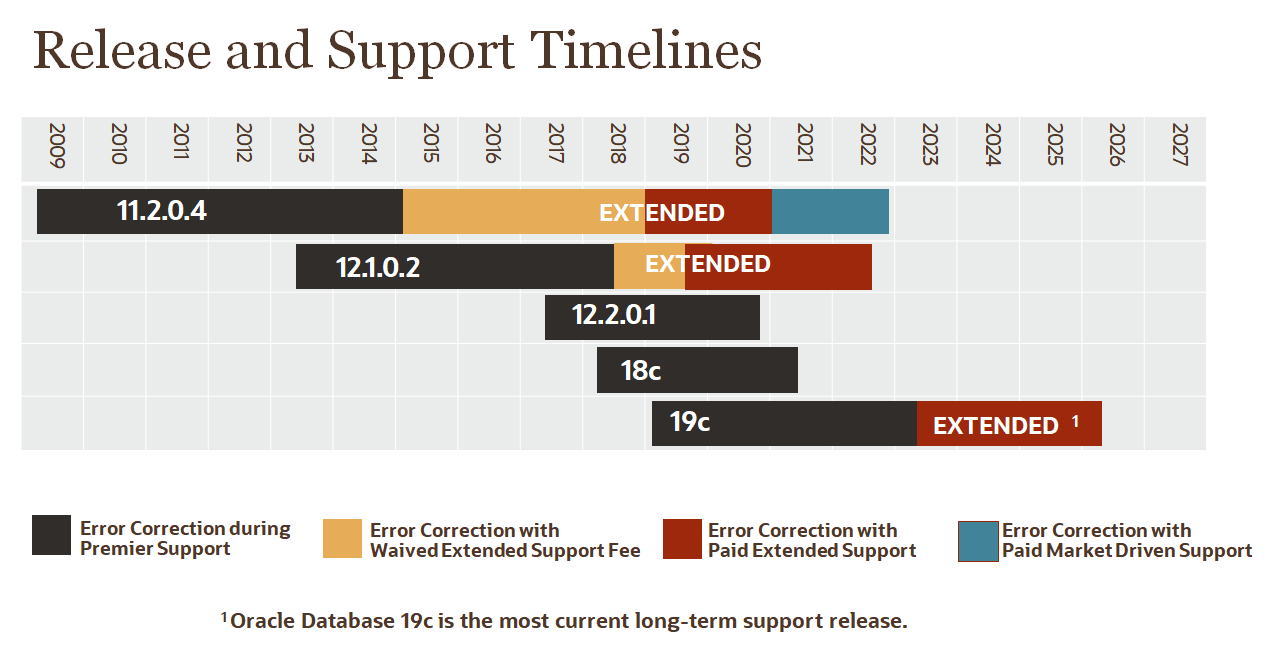 Release and Support Timelines
2009 2010 2011 2012 2013 2014 2015 2016 2017 2018 2019 2020 2021 2022 2023 2024 2025 2026 2027
11.2.0.4 EXTENDED
12.1.0.2 EXTENDED
12.2.0.1
18c
19c EXTENDED 1
Error Correction during
Premier Support
Error Correction with
Waived Extended Support Fee
Error Correction with
Paid Extended Support
Error Correction with
Paid Market Driven Support
1 Oracle Database 19c is the most current long-term support release.